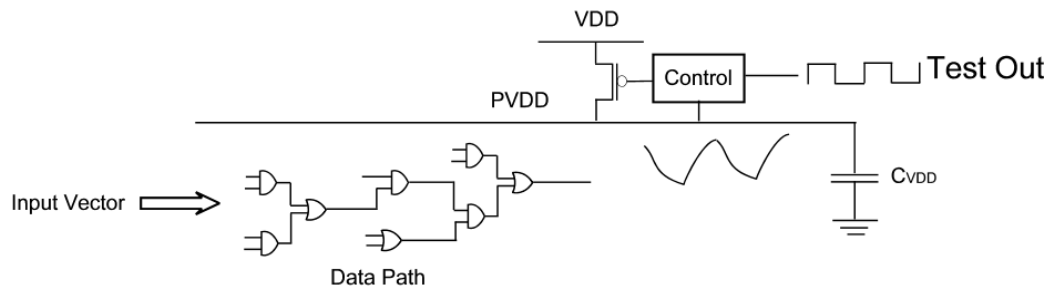 VDD
Control
Test Out
PVDD
CVDD
Input Vector
Data Path